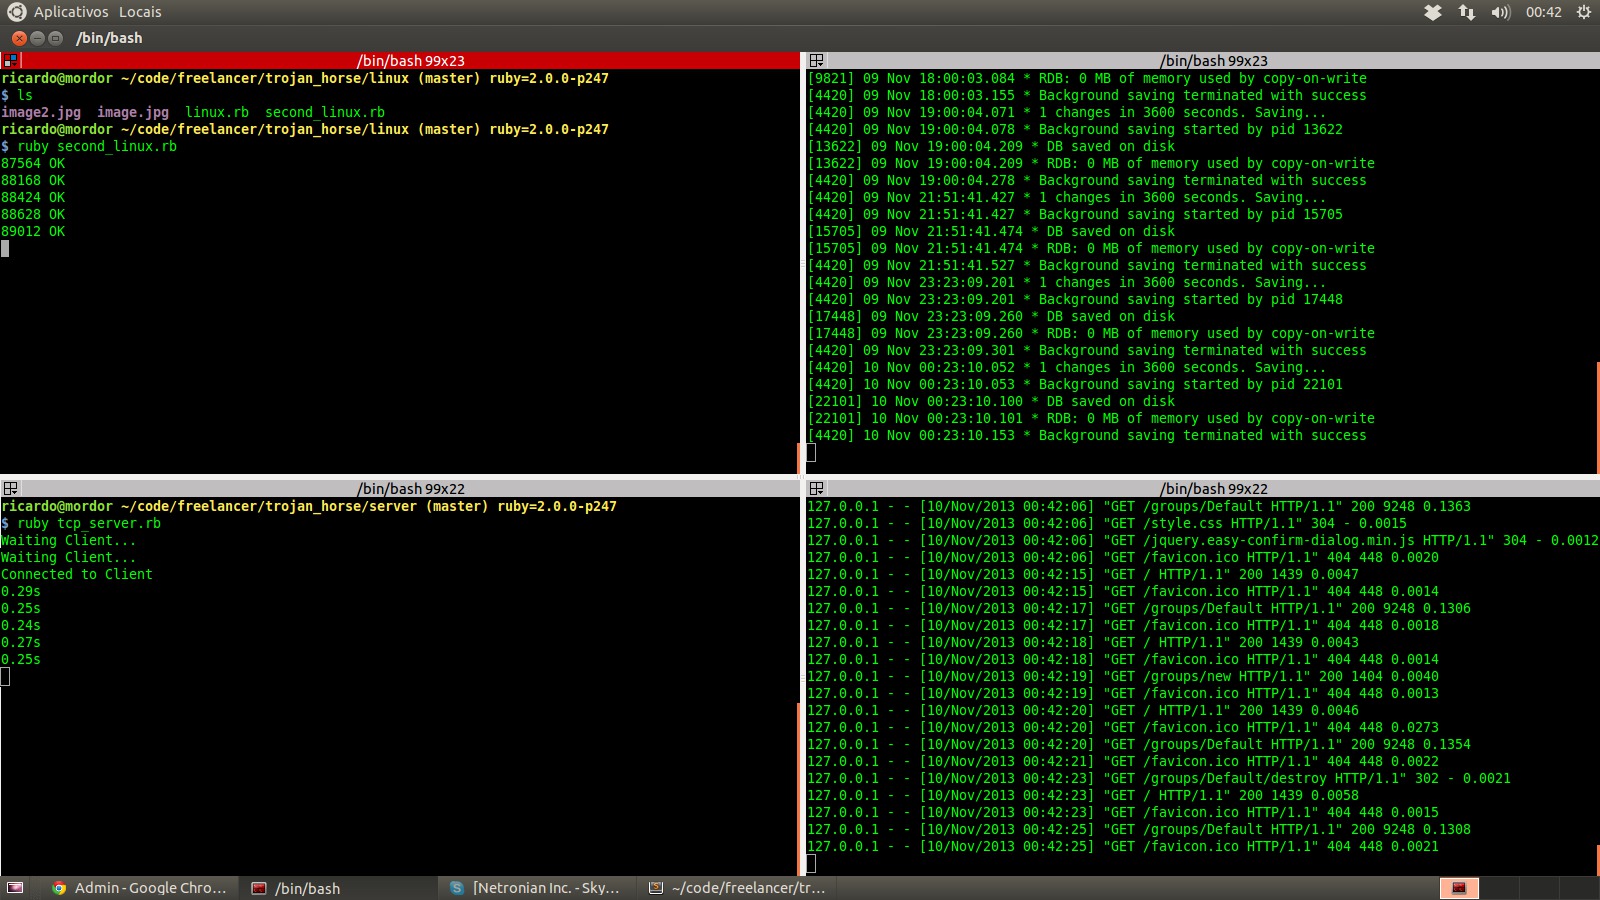 Aplicativos Locais
00:42
/bin/bash
/bin/bash 99x23
ricardo@mordor ~/code/freelancer/trojan_horse/linux (master) ruby=2.0.0-p247
$ ls
image2.jpg  image.jpg  linux.rb  second_linux.rb
ricardo@mordor ~/code/freelancer/trojan_horse/linux (master) ruby=2.0.0-p247
$ ruby second_linux.rb
87564 OK
88168 OK
88424 OK
88628 OK
89012 OK
/bin/bash 99x23
[9821] 09 Nov 18:00:03.084 * RDB: 0 MB of memory used by copy-on-write
[4420] 09 Nov 18:00:03.155 * Background saving terminated with success
[4420] 09 Nov 19:00:04.071 * 1 changes in 3600 seconds. Saving...
[4420] 09 Nov 19:00:04.078 * Background saving started by pid 13622
[13622] 09 Nov 19:00:04.209 * DB saved on disk
[13622] 09 Nov 19:00:04.209 * RDB: 0 MB of memory used by copy-on-write
[4420] 09 Nov 19:00:04.278 * Background saving terminated with success
[4420] 09 Nov 21:51:41.427 * 1 changes in 3600 seconds. Saving...
[4420] 09 Nov 21:51:41.427 * Background saving started by pid 15705
[15705] 09 Nov 21:51:41.474 * DB saved on disk
[15705] 09 Nov 21:51:41.474 * RDB: 0 MB of memory used by copy-on-write
[4420] 09 Nov 21:51:41.527 * Background saving terminated with success
[4420] 09 Nov 23:23:09.201 * 1 changes in 3600 seconds. Saving...
[4420] 09 Nov 23:23:09.201 * Background saving started by pid 17448
[17448] 09 Nov 23:23:09.260 * DB saved on disk
[17448] 09 Nov 23:23:09.260 * RDB: 0 MB of memory used by copy-on-write
[4420] 09 Nov 23:23:09.301 * Background saving terminated with success
[4420] 10 Nov 00:23:10.052 * 1 changes in 3600 seconds. Saving...
[4420] 10 Nov 00:23:10.053 * Background saving started by pid 22101
[22101] 10 Nov 00:23:10.100 * DB saved on disk
[22101] 10 Nov 00:23:10.101 * RDB: 0 MB of memory used by copy-on-write
[4420] 10 Nov 00:23:10.153 * Background saving terminated with success
/bin/bash 99x22
ricardo@mordor ~/code/freelancer/trojan_horse/server (master) ruby=2.0.0-p247
$ ruby tcp_server.rb
Waiting Client...
Waiting Client...
Connected to Client
0.29s
0.25s
0.24s
0.27s
0.25s
/bin/bash 99x22
127.0.0.1 - - [10/Nov/2013 00:42:06] "GET /groups/Default HTTP/1.1" 200 9248 0.1363
127.0.0.1 - - [10/Nov/2013 00:42:06] "GET /style.css HTTP/1.1" 304 - 0.0015
127.0.0.1 - - [10/Nov/2013 00:42:06] "GET /jquery.easy-confirm-dialog.min.js HTTP/1.1" 304 - 0.0012
127.0.0.1 - - [10/Nov/2013 00:42:06] "GET /favicon.ico HTTP/1.1" 404 448 0.0020
127.0.0.1 - - [10/Nov/2013 00:42:15] "GET / HTTP/1.1" 200 1439 0.0047
127.0.0.1 - - [10/Nov/2013 00:42:15] "GET /favicon.ico HTTP/1.1" 404 448 0.0014
127.0.0.1 - - [10/Nov/2013 00:42:17] "GET /groups/Default HTTP/1.1" 200 9248 0.1306
127.0.0.1 - - [10/Nov/2013 00:42:17] "GET /favicon.ico HTTP/1.1" 404 448 0.0018
127.0.0.1 - - [10/Nov/2013 00:42:18] "GET / HTTP/1.1" 200 1439 0.0043
127.0.0.1 - - [10/Nov/2013 00:42:18] "GET /favicon.ico HTTP/1.1" 404 448 0.0014
127.0.0.1 - - [10/Nov/2013 00:42:19] "GET /groups/new HTTP/1.1" 200 1404 0.0040
127.0.0.1 - - [10/Nov/2013 00:42:19] "GET /favicon.ico HTTP/1.1" 404 448 0.0013
127.0.0.1 - - [10/Nov/2013 00:42:20] "GET / HTTP/1.1" 200 1439 0.0046
127.0.0.1 - - [10/Nov/2013 00:42:20] "GET /favicon.ico HTTP/1.1" 404 448 0.0273
127.0.0.1 - - [10/Nov/2013 00:42:20] "GET /groups/Default HTTP/1.1" 200 9248 0.1354
127.0.0.1 - - [10/Nov/2013 00:42:21] "GET /favicon.ico HTTP/1.1" 404 448 0.0022
127.0.0.1 - - [10/Nov/2013 00:42:23] "GET /groups/Default/destroy HTTP/1.1" 302 - 0.0021
127.0.0.1 - - [10/Nov/2013 00:42:23] "GET / HTTP/1.1" 200 1439 0.0058
127.0.0.1 - - [10/Nov/2013 00:42:23] "GET /favicon.ico HTTP/1.1" 404 448 0.0015
127.0.0.1 - - [10/Nov/2013 00:42:25] "GET /groups/Default HTTP/1.1" 200 9248 0.1308
127.0.0.1 - - [10/Nov/2013 00:42:25] "GET /favicon.ico HTTP/1.1" 404 448 0.0021
Admin - Google Chro...
/bin/bash
[Netronian Inc. - Sky...
~/code/freelancer/tr...